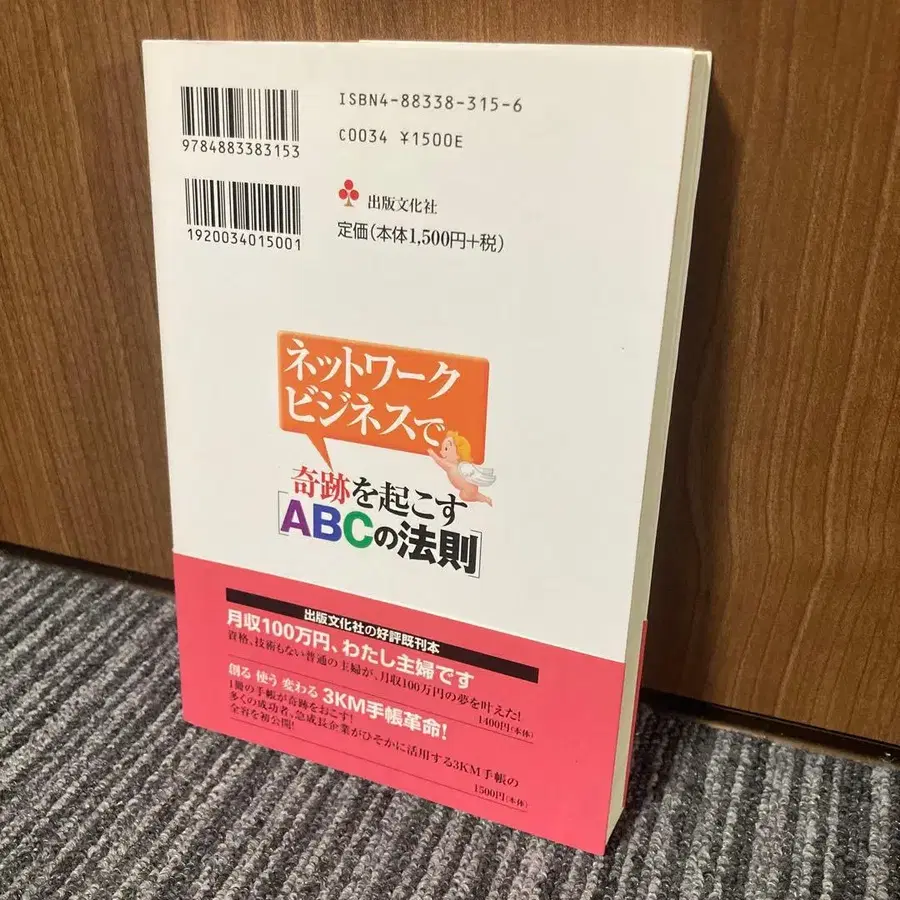 ISBN4-88338-315-6
C0034 ¥1500E
9784883383153
1920034015001
出版文化社
定価(本体1,500円+税)
ネットワーク
ビジネスで
奇跡を起こす
[ABCの法則]
出版文化社の好評既刊本
月収100万円、わたし主婦です
資格、技術もない普通の主婦が、月収100万円の夢を叶えた!
1400円(本体)
創る 使う 変わる 3KM手帳革命!
1冊の手帳が奇跡をおこす!
多くの成功者、急成長企業がひそかに活用する3KM手帳の
全容を初公開!
1500円(本体)